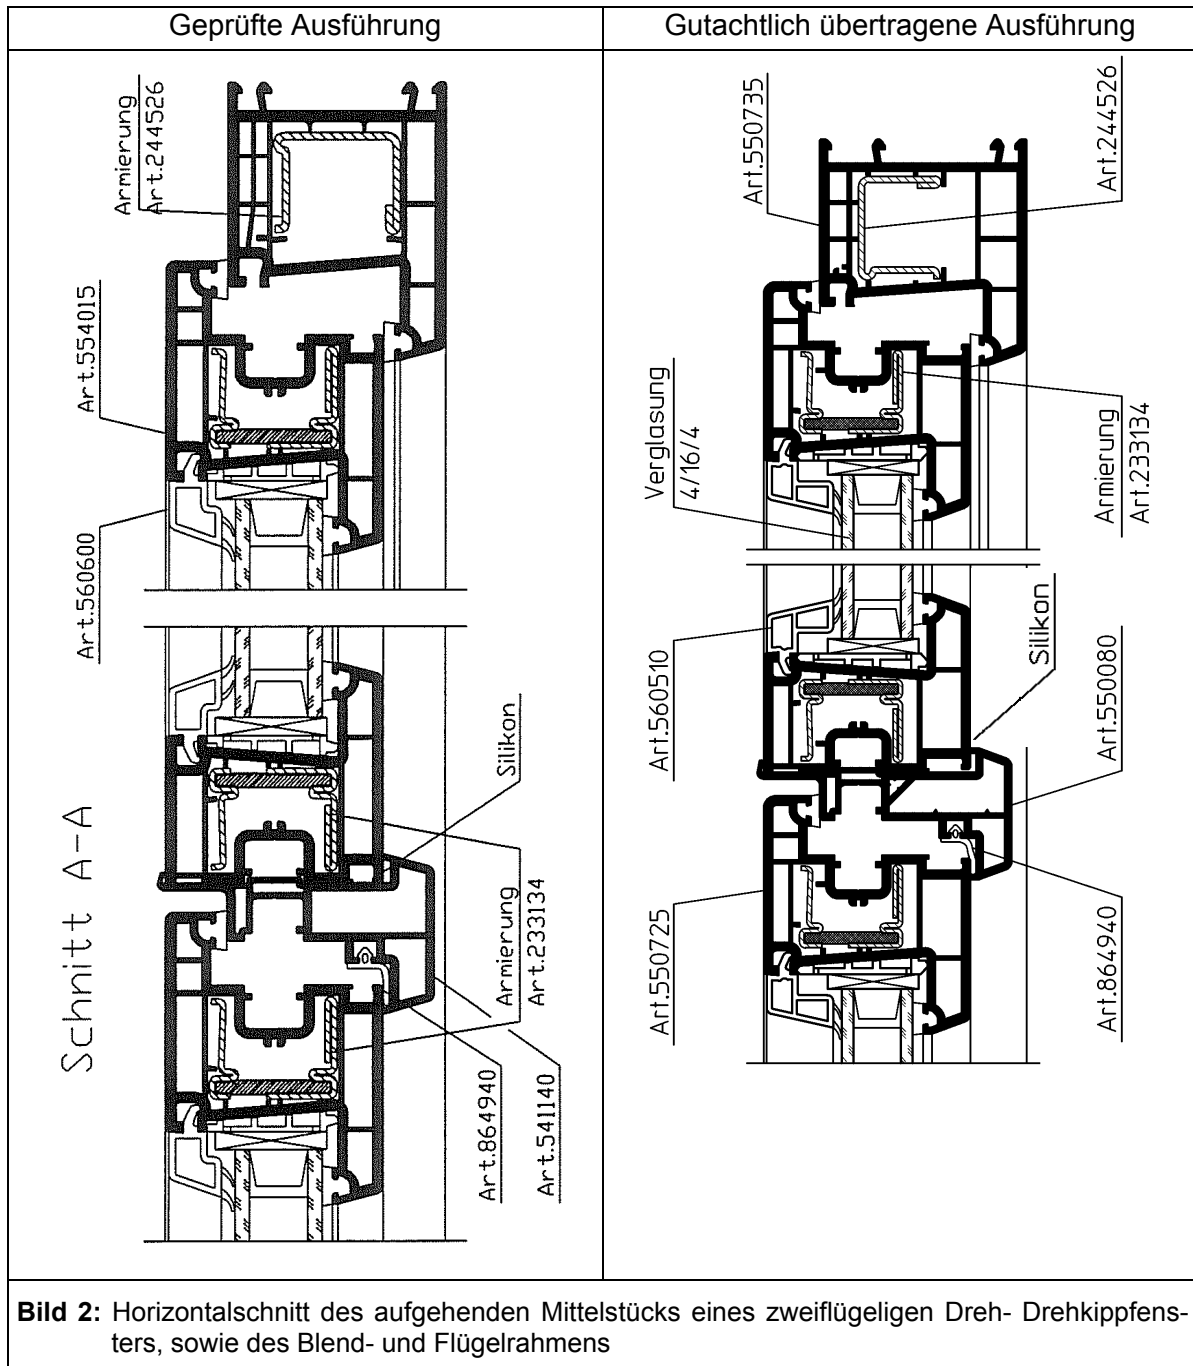 Geprüfte Ausführung
Gutachtlich übertragene Ausführung
Armierung
Art.244526
Art.554015
Art.560600
Schnitt A-A
Silikon
Armierung
Art.233134
Art.864940
Art.541140
Art.550735
Art.244526
Verglasung
4/16/4
Armierung
Art.233134
Silikon
Art.560510
Art.550080
Art.550725
Art.864940
Bild 2: Horizontalschnitt des aufgehenden Mittelstücks eines zweiflügeligen Dreh- Drehkippfens-
ters, sowie des Blend- und Flügelrahmens